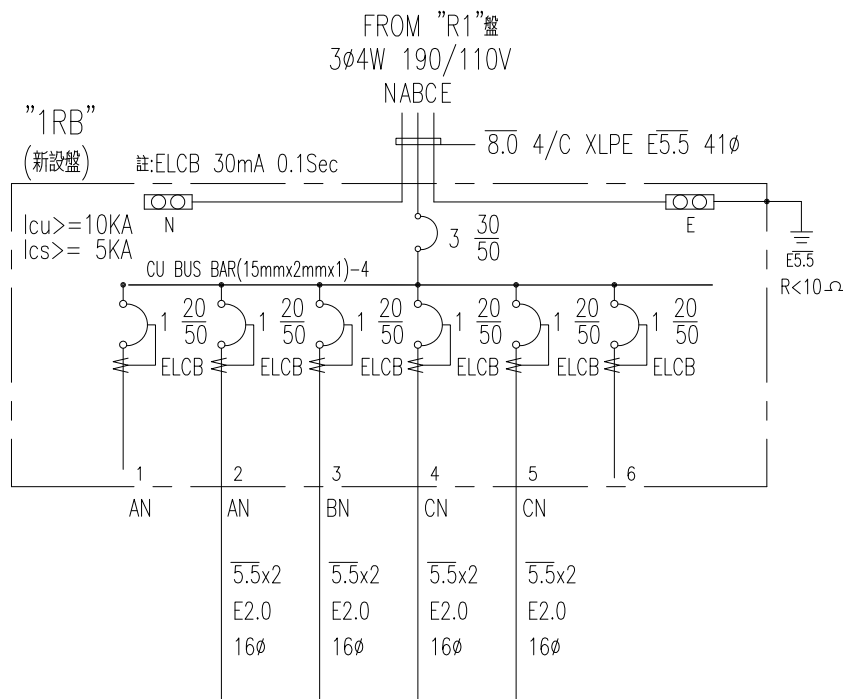 FROM "R1"盤
3ø4W 190/110V
NABCE
"1RB"
(新設盤)
註:ELCB 30mA 0.1Sec
8.0 4/C XLPE E5.5 41ø
N
E
Icu>=10KA
Ics>= 5KA
3 30/50
E5.5
R<10Ω
CU BUS BAR(15mmx2mmx1)-4
1 20/50 1 20/50 1 20/50 1 20/50 1 20/50 1 20/50
ELCB ELCB ELCB ELCB ELCB ELCB
1 2 3 4 5 6
AN AN BN CN CN
5.5x2 5.5x2 5.5x2 5.5x2
E2.0 E2.0 E2.0 E2.0
16ø 16ø 16ø 16ø